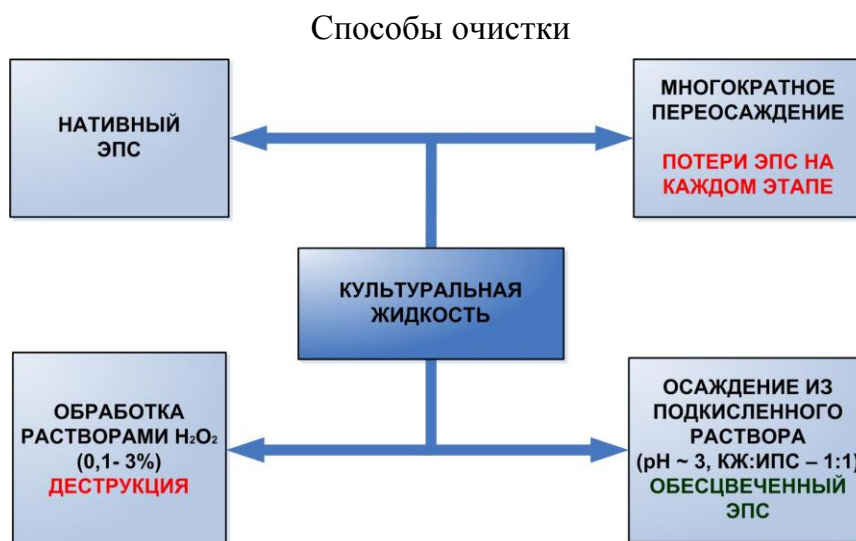 Способы очистки
НАТИВНЫЙ
ЭПС
МНОГОКРАТНОЕ
ПЕРЕОСАЖДЕНИЕ
ПОТЕРИ ЭПС НА
КАЖДОМ ЭТАПЕ
КУЛЬТУРАЛЬНАЯ
ЖИДКОСТЬ
ОБРАБОТКА
РАСТВОРАМИ H₂O₂
(0,1- 3%)
ДЕСТРУКЦИЯ
ОСАЖДЕНИЕ ИЗ
ПОДКИСЛЕННОГО
РАСТВОРА
(pH ~ 3, КЖ:ИПС – 1:1)
ОБЕСЦВЕЧЕННЫЙ
ЭПС